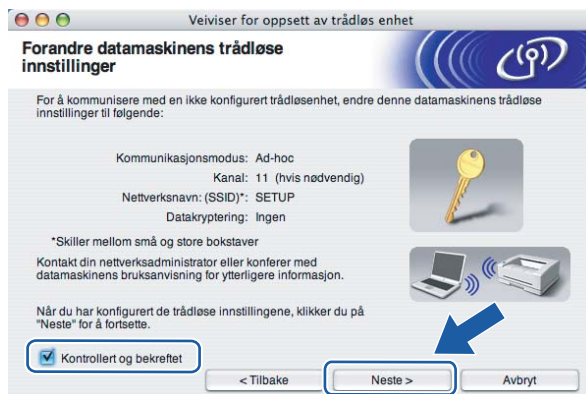 Veiviser for oppsett av trådløs enhet
Forandre datamaskinens trådløse
innstillinger
For å kommunisere med en ikke konfigurert trådløsenhet, endre denne datamaskinens trådløse
innstillinger til følgende:
Kommunikasjonsmodus: Ad-hoc
Kanal: 11 (hvis nødvendig)
Nettverksnavn: (SSID)*: SETUP
Datakryptering: Ingen
*Skiller mellom små og store bokstaver
Kontakt din nettverksadministrator eller konferer med
datamaskinens bruksanvisning for ytterligere informasjon.
Når du har konfigurert de trådløse innstillingene, klikker du på
"Neste" for å fortsette.
Kontrollert og bekreftet
< Tilbake Neste > Avbryt